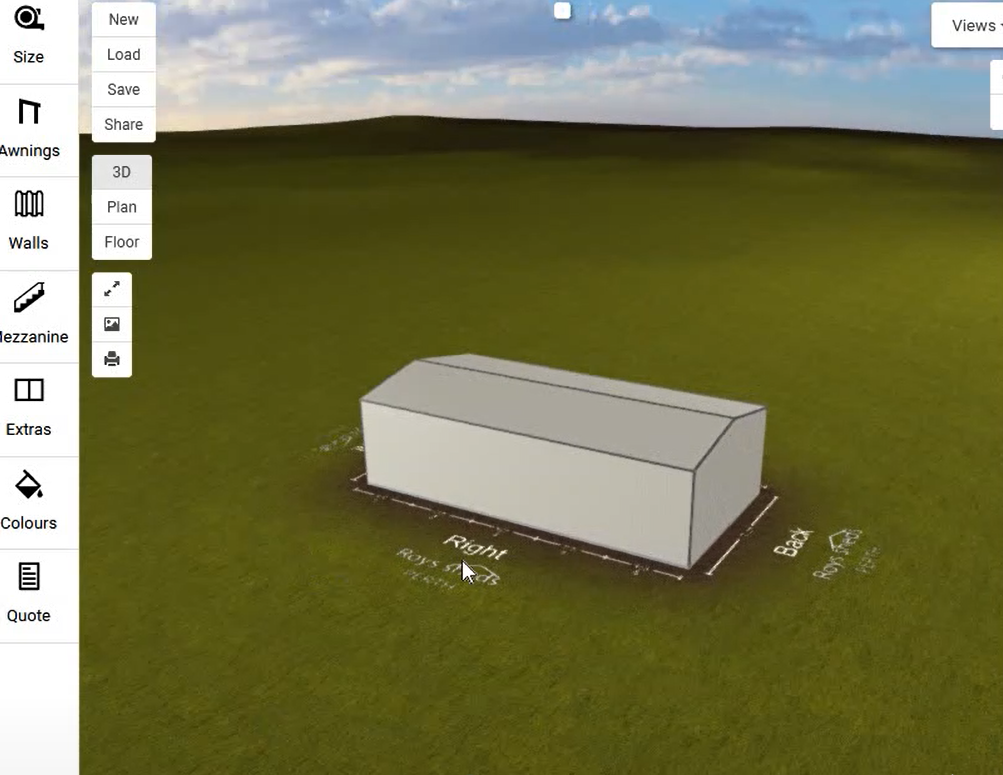 Size
Awnings
Walls
Mezzanine
Extras
Colours
Quote
New
Load
Save
Share
3D
Plan
Floor
Views
Right
Roys Sheds
PERTH
Back
Roys Sheds
PERTH